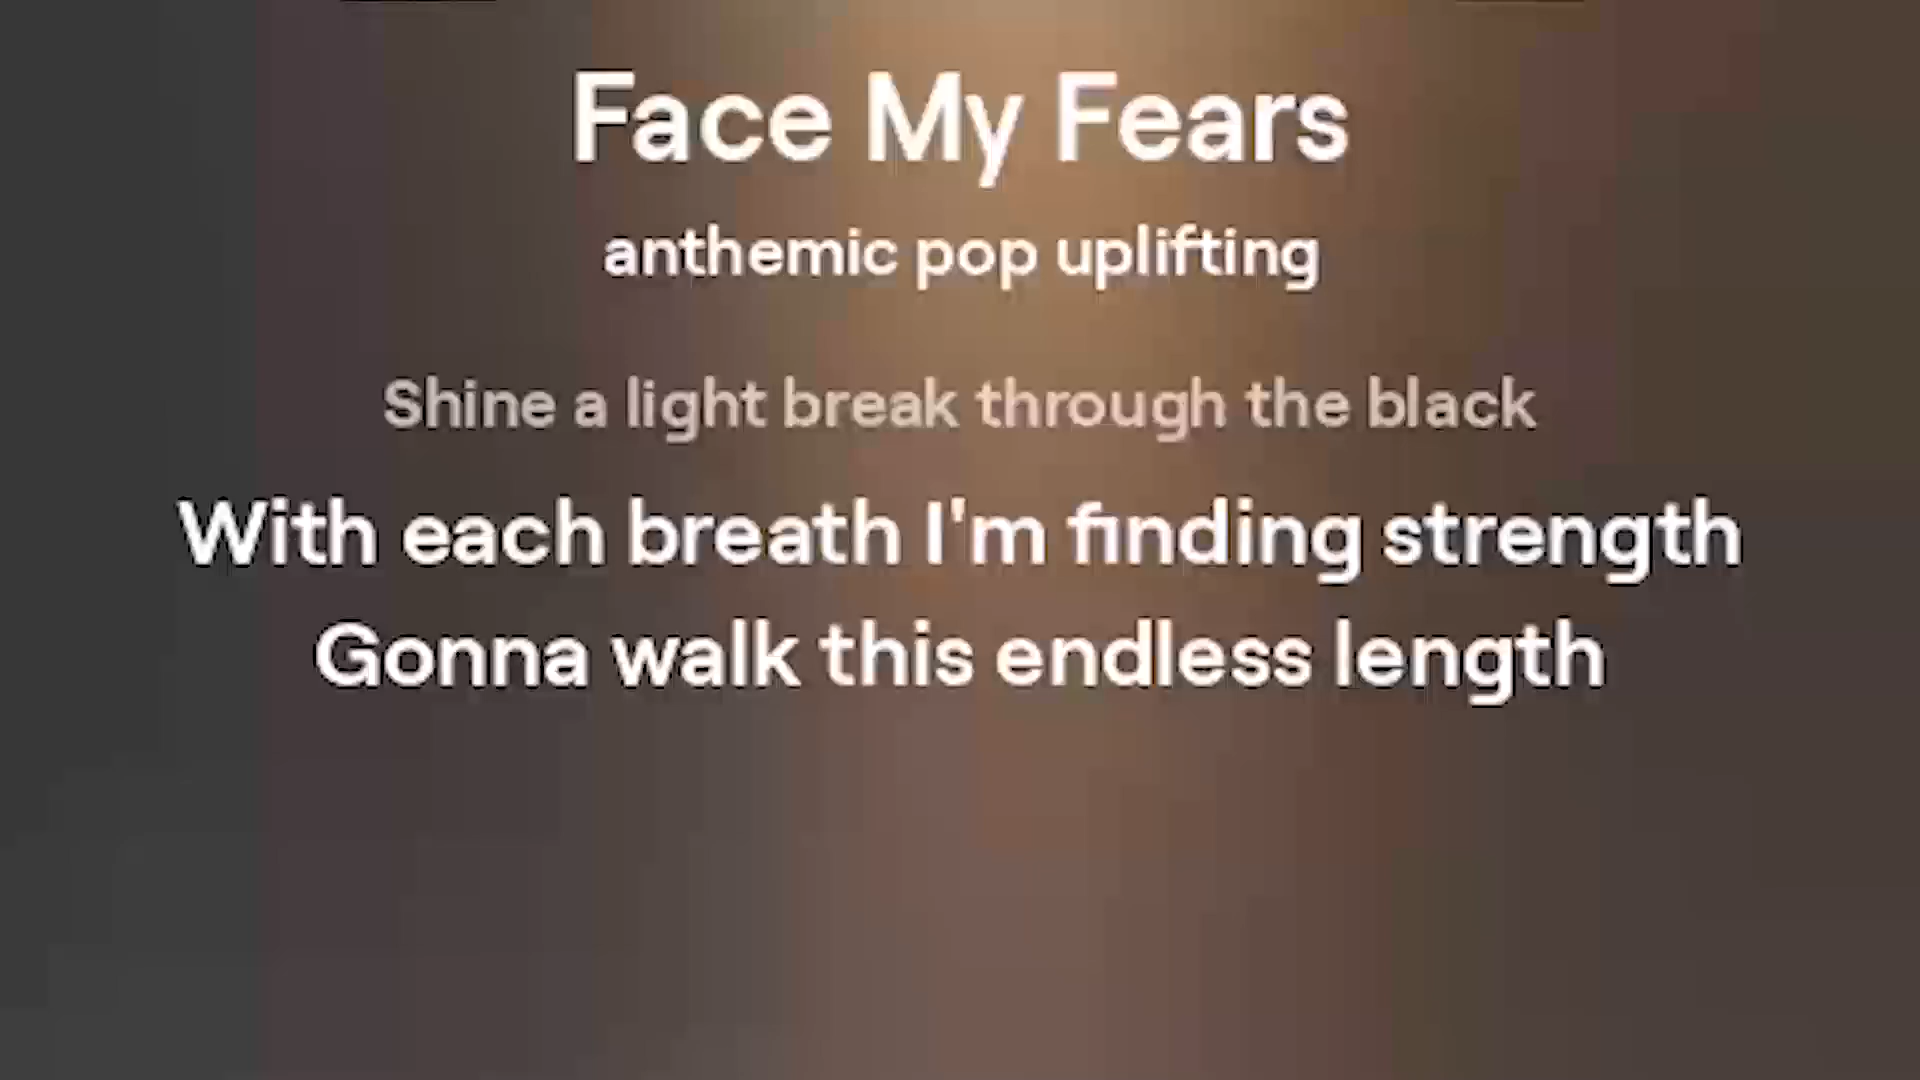 Face My Fears
anthemic pop uplifting
Shine a light break through the black
With each breath I'm finding strength
Gonna walk this endless length